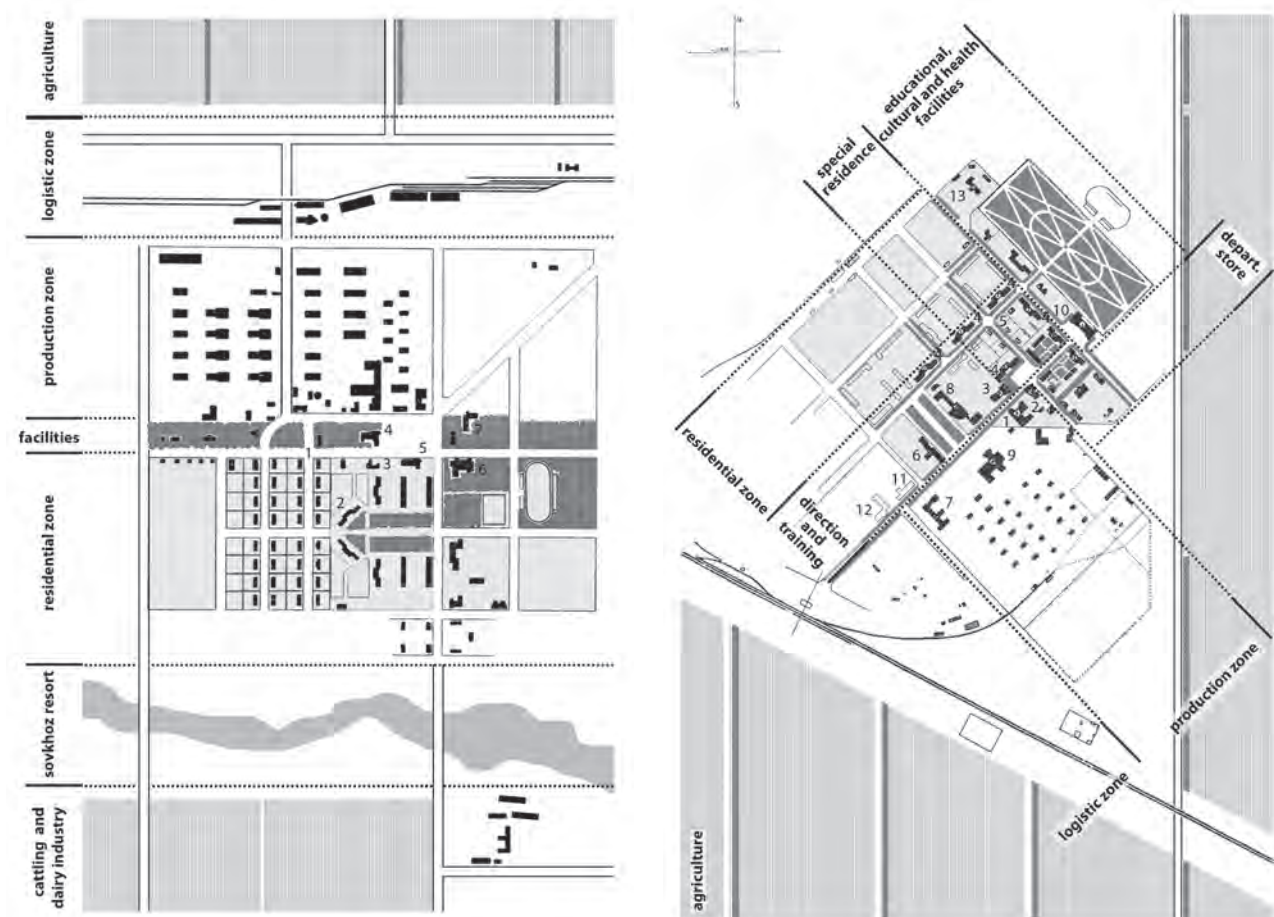 agriculture
logistic zone
production zone
facilities
residential zone
sovkhoz resort
cattling and
dairy industry
4
5
1
3
6
2
S
educational,
cultural and health
facilities
special
residence
depart.
store
13
10
5
8
3
2
1
6
9
11
7
12
residential zone
direction
and
training
production zone
logistic zone
agriculture